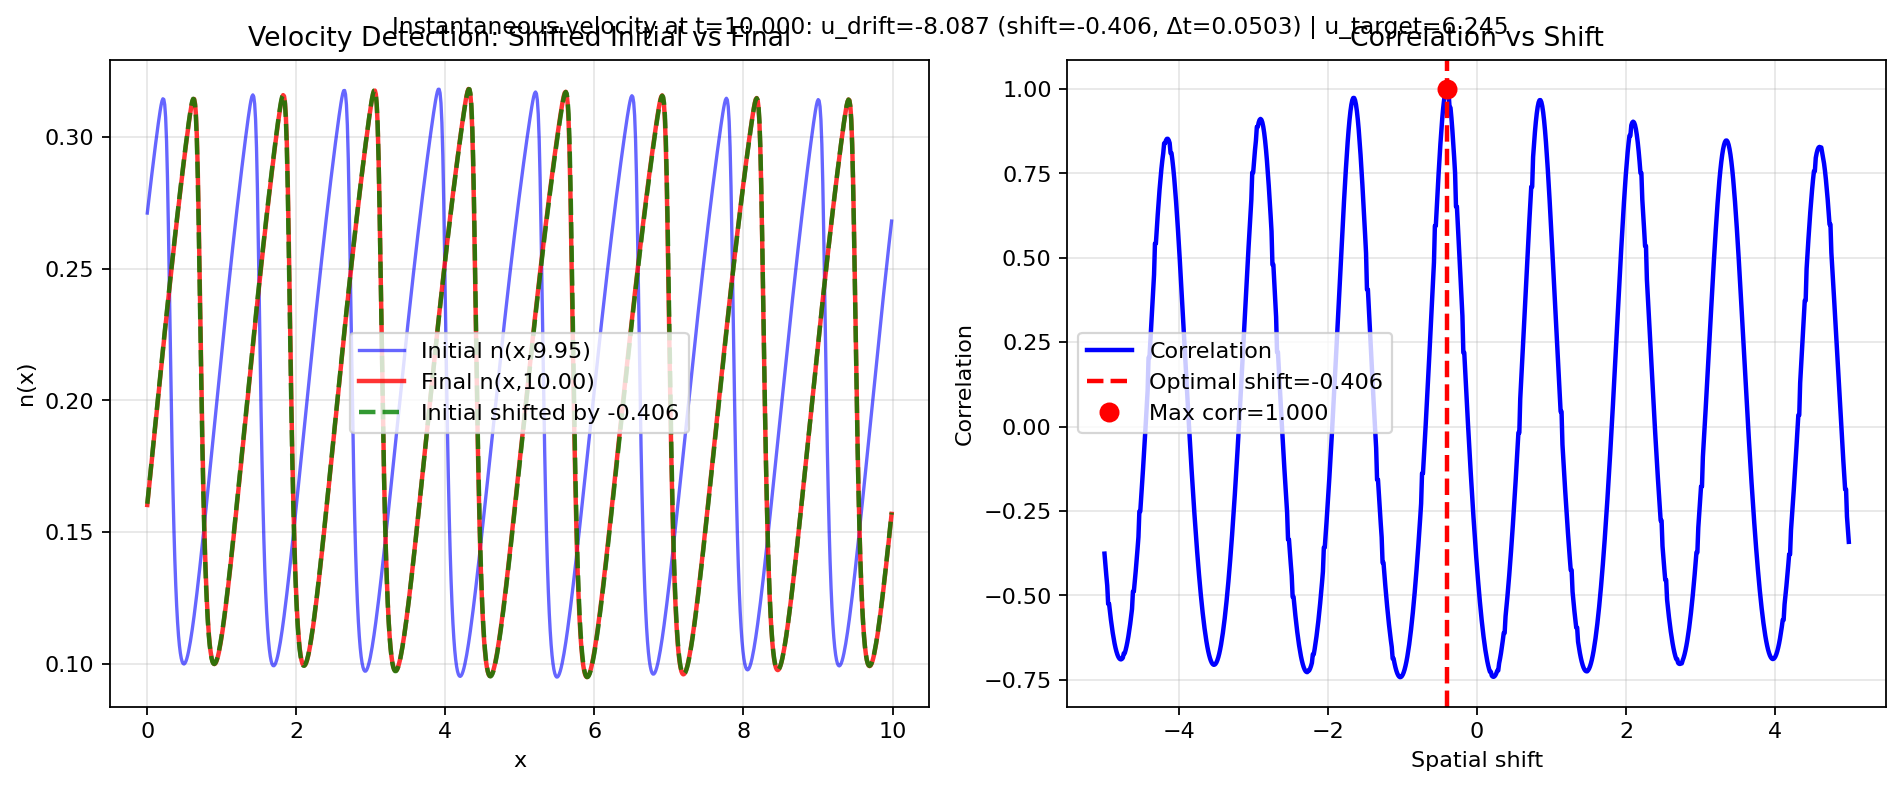 Instantaneous velocity at t=10.000: u_drift=-8.087 (shift=-0.406, Δt=0.0503) | u_target=6.245
Velocity Detection: Shifted Initial vs Final
0.30
0.25
0.20
0.15
0.10
n(x)
Initial n(x,9.95)
Final n(x,10.00)
Initial shifted by -0.406
0
2
4
6
8
10
x
Correlation vs Shift
1.00
0.75
0.50
0.25
0.00
−0.25
−0.50
−0.75
Correlation
Correlation
Optimal shift=-0.406
Max corr=1.000
−4
−2
0
2
4
Spatial shift